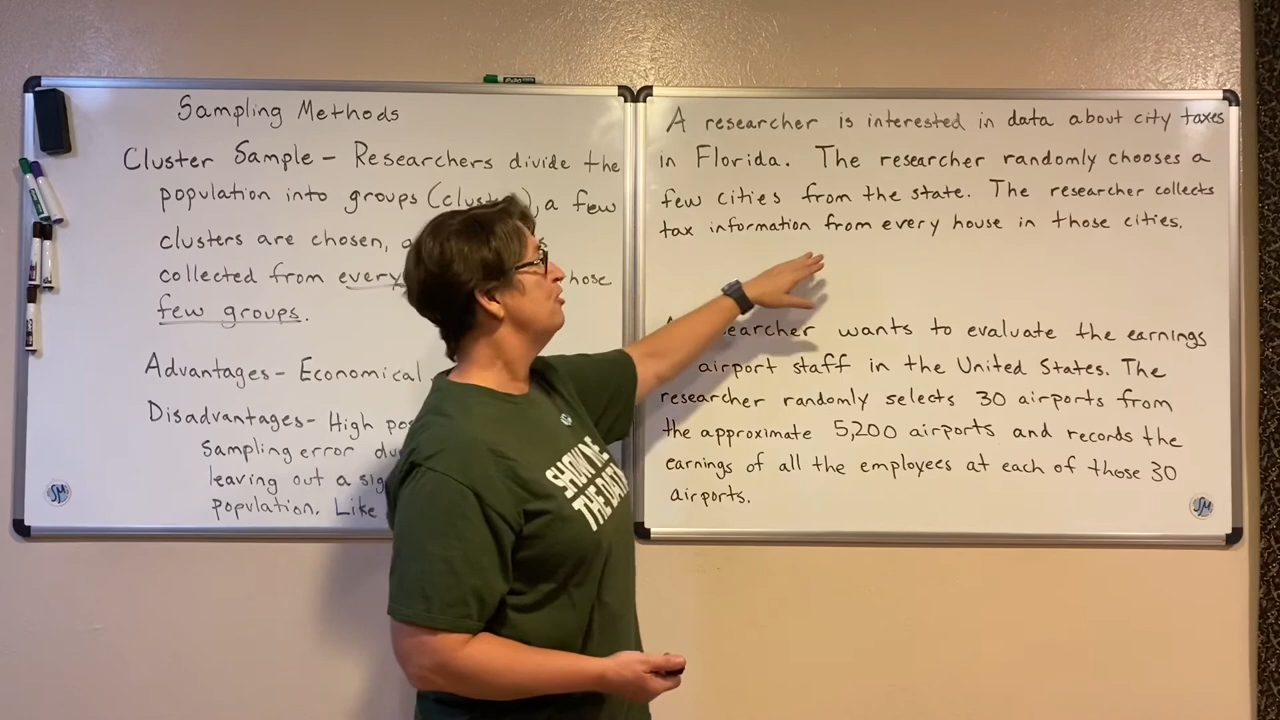 Sampling Methods
Cluster Sample - Researchers divide the
population into groups (cluster), a few
clusters are chosen,
collected from every hose
few groups.
Advantages - Economical
Disadvantages - High
Sampling error
leaving out a
population. Like
A researcher is interested in data about city taxes
in Florida. The researcher randomly chooses a
few cities from the state. The researcher collects
tax information from every house in those cities.
wants to evaluate the earnings
airport staff in the United States. The
researcher randomly selects 30 airports from
the approximate 5,200 airports and records the
earnings of all the employees at each of those 30
airports.
SHOW ME
THE DATA
SM
SM
EXPO